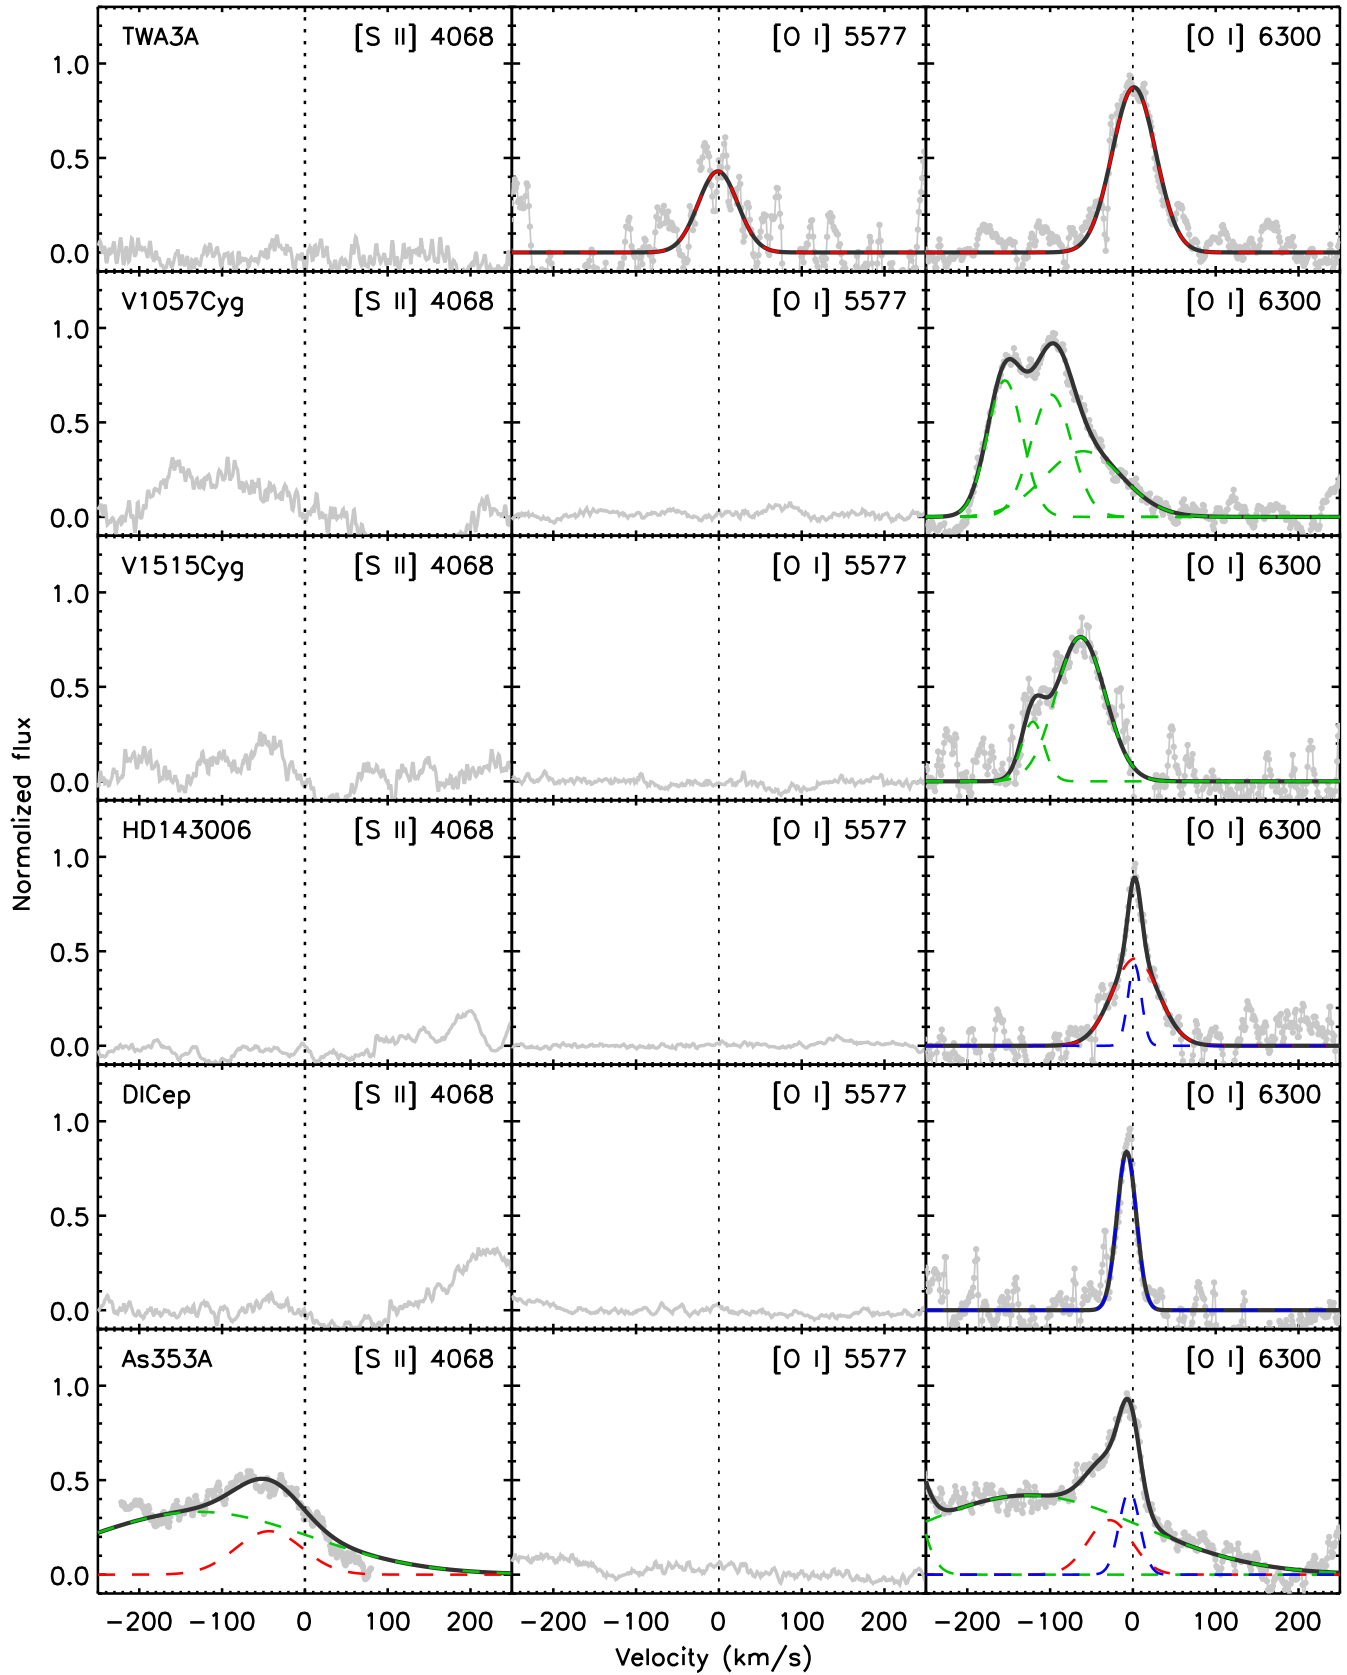 TWA3A [S II] 4068 [O I] 5577 [O I] 6300
1.0
0.5
0.0
V1057Cyg [S II] 4068 [O I] 5577 [O I] 6300
1.0
0.5
0.0
V1515Cyg [S II] 4068 [O I] 5577 [O I] 6300
1.0
0.5
0.0
Normalized flux
HD143006 [S II] 4068 [O I] 5577 [O I] 6300
1.0
0.5
0.0
DICep [S II] 4068 [O I] 5577 [O I] 6300
1.0
0.5
0.0
As353A [S II] 4068 [O I] 5577 [O I] 6300
1.0
0.5
0.0
−200 −100 0 100 200 −200 −100 0 100 200 −200 −100 0 100 200
Velocity (km/s)